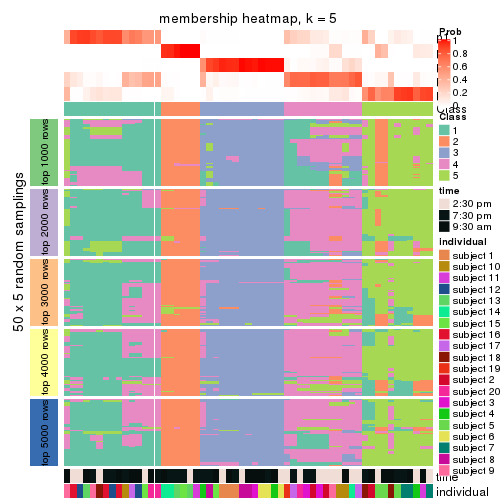 membership heatmap, k = 5
50 x 5 random samplings
top 1000 rows
top 2000 rows
top 3000 rows
top 4000 rows
top 5000 rows
Prob
1
0.8
0.6
0.4
0.2
0
Class
Class
1
2
3
4
5
time
2:30 pm
7:30 pm
9:30 am
individual
subject 1
subject 10
subject 11
subject 12
subject 13
subject 14
subject 15
subject 16
subject 17
subject 18
subject 19
subject 2
subject 20
subject 3
subject 4
subject 5
subject 6
subject 7
subject 8
subject 9
time
individual